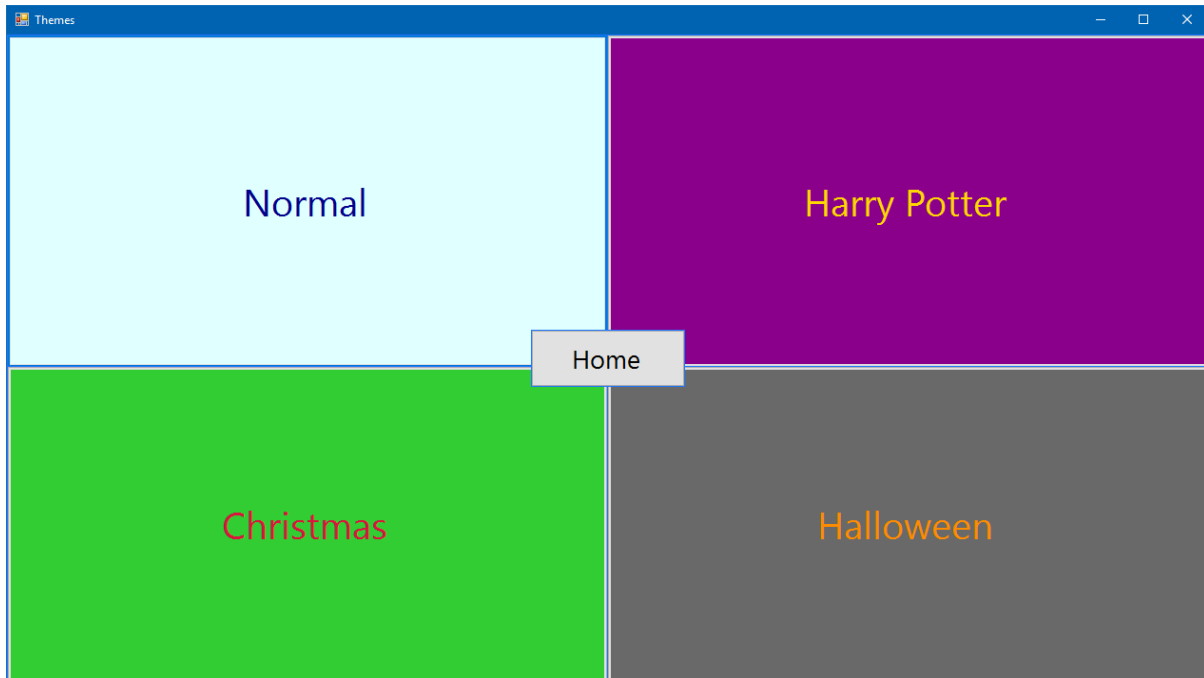 Themes
Normal
Harry Potter
Home
Christmas
Halloween